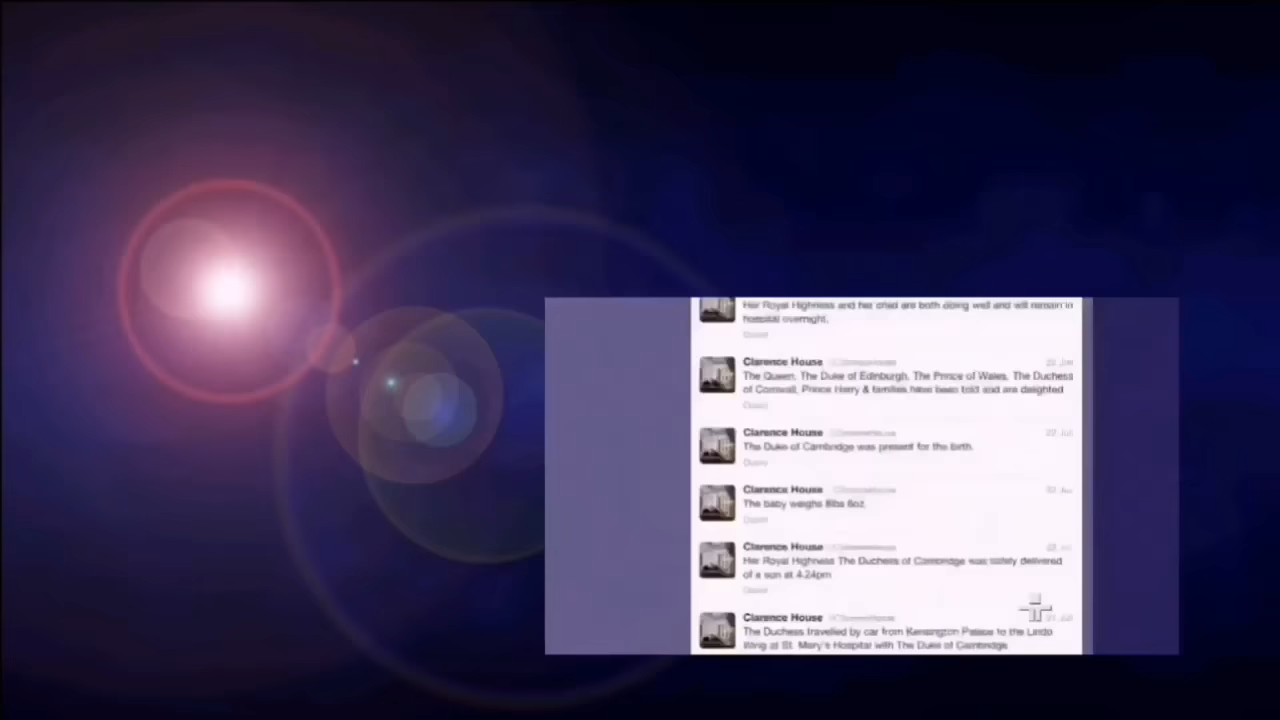 Her Royal Highness and her child are both doing well and will remain in
hospital overnight.
Clarence House
The Queen, The Duke of Edinburgh, The Prince of Wales, The Duchess
of Cornwall, Prince Harry & families have been told and are delighted
Clarence House
The Duke of Cambridge was present for the birth.
Clarence House
The baby weighs 8lbs 6oz.
Clarence House
Her Royal Highness The Duchess of Cambridge was safely delivered
of a son at 4.24pm
Clarence House
The Duchess travelled by car from Kensington Palace to the Lindo
Wing at St. Mary's Hospital with The Duke of Cambridge